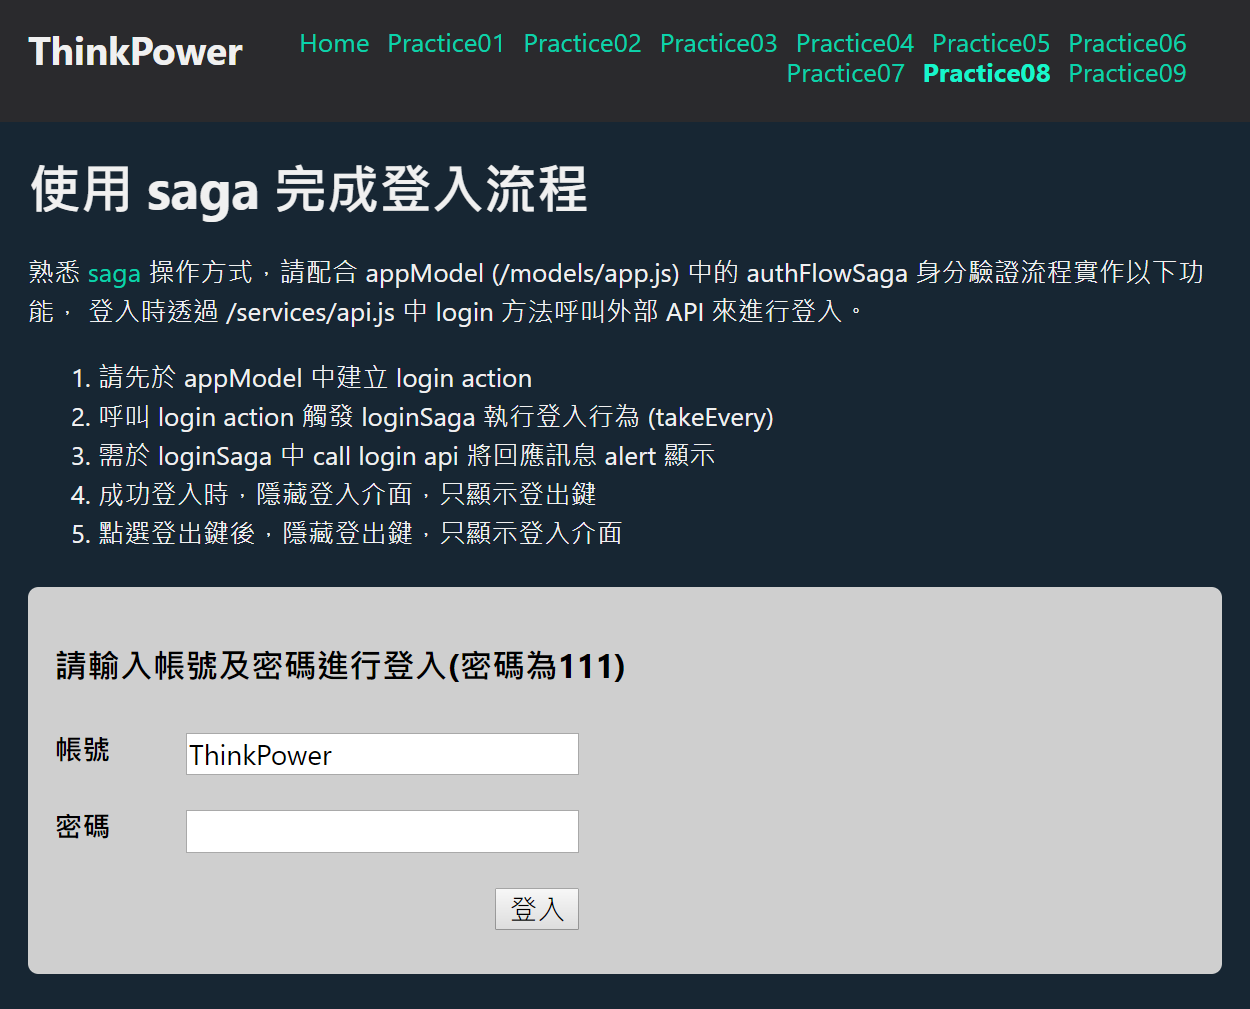 ThinkPower
Home Practice01 Practice02 Practice03 Practice04 Practice05 Practice06
Practice07 Practice08 Practice09
使用 saga 完成登入流程
熟悉 saga 操作方式，請配合 appModel (/models/app.js) 中的 authFlowSaga 身分驗證流程實作以下功
能， 登入時透過 /services/api.js 中 login 方法呼叫外部 API 來進行登入。
1. 請先於 appModel 中建立 login action
2. 呼叫 login action 觸發 loginSaga 執行登入行為 (takeEvery)
3. 需於 loginSaga 中 call login api 將回應訊息 alert 顯示
4. 成功登入時，隱藏登入介面，只顯示登出鍵
5. 點選登出鍵後，隱藏登出鍵，只顯示登入介面
請輸入帳號及密碼進行登入(密碼為111)
帳號 ThinkPower
密碼
登入